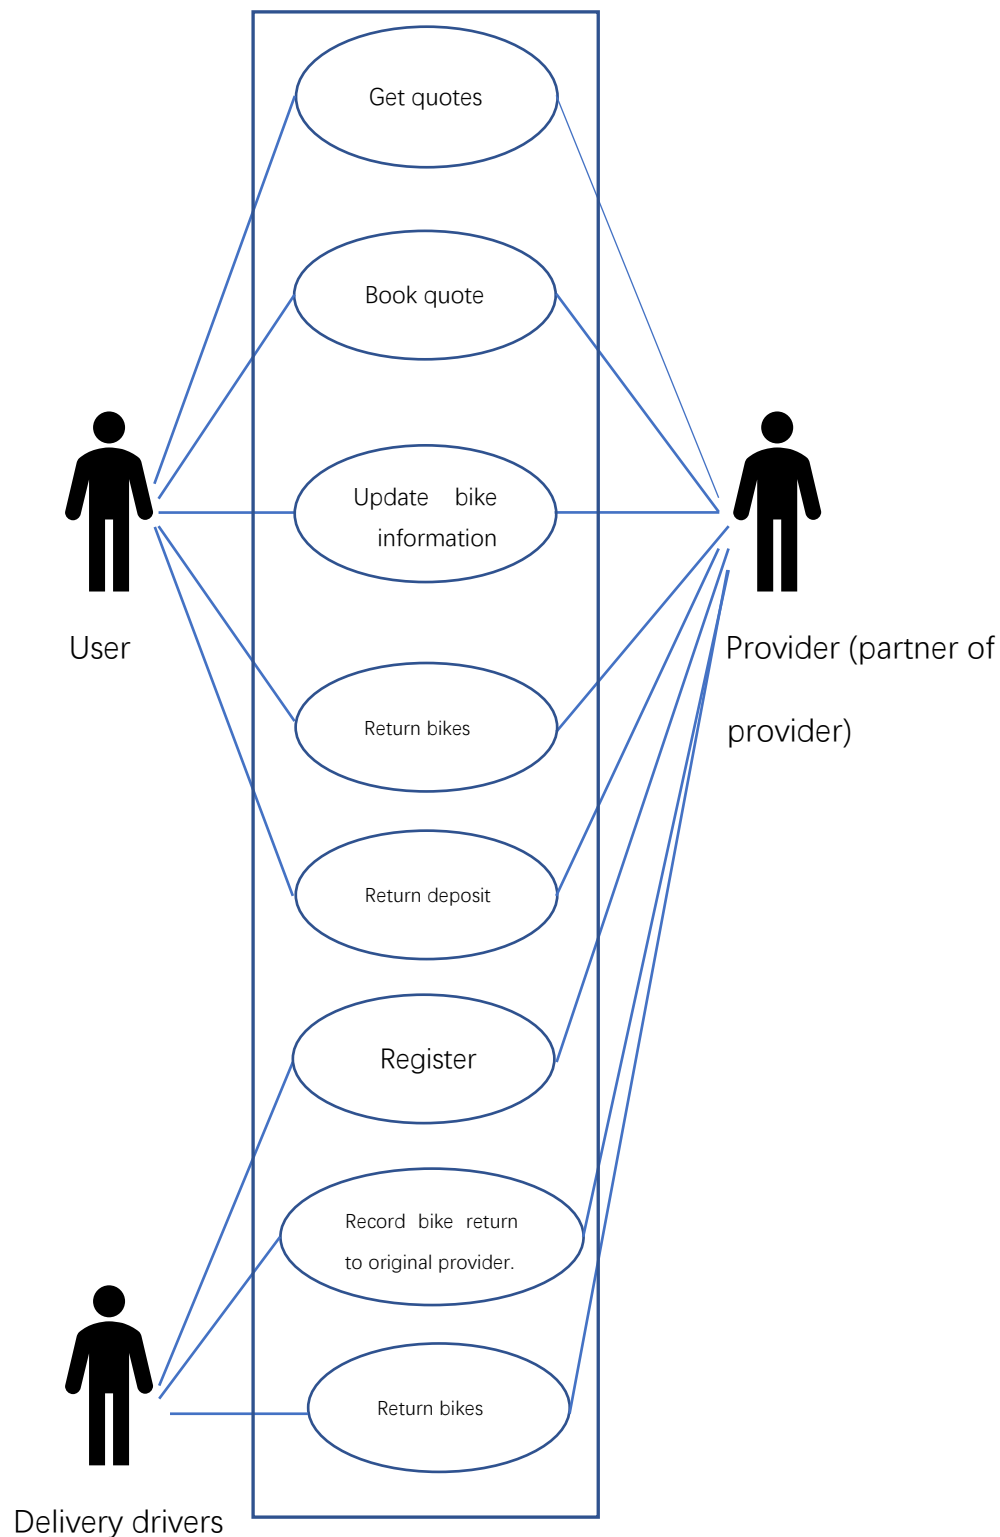 Get quotes
Book quote
Update bike
information
User
Provider (partner of
provider)
Return bikes
Return deposit
Register
Record bike return
to original provider.
Return bikes
Delivery drivers